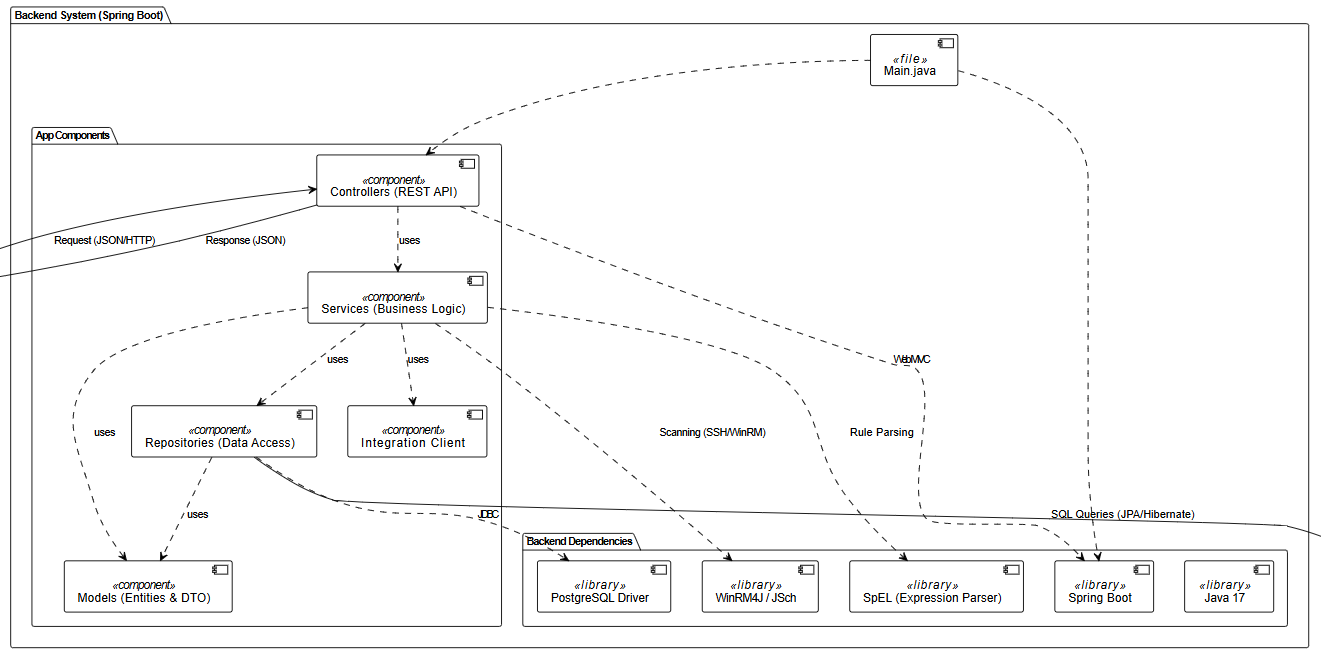 Backend System (Spring Boot)
«file»
Main.java
App Components
«component»
Controllers (REST API)
Request (JSON/HTTP)
Response (JSON)
uses
«component»
Services (Business Logic)
uses
uses
WebMVC
«component»
Repositories (Data Access)
«component»
Integration Client
uses
Scanning (SSH/WinRM)
Rule Parsing
uses
JDBC
SQL Queries (JPA/Hibernate)
Backend Dependencies
«component»
Models (Entities & DTO)
«library»
PostgreSQL Driver
«library»
WinRM4J / JSch
«library»
SpEL (Expression Parser)
«library»
Spring Boot
«library»
Java 17